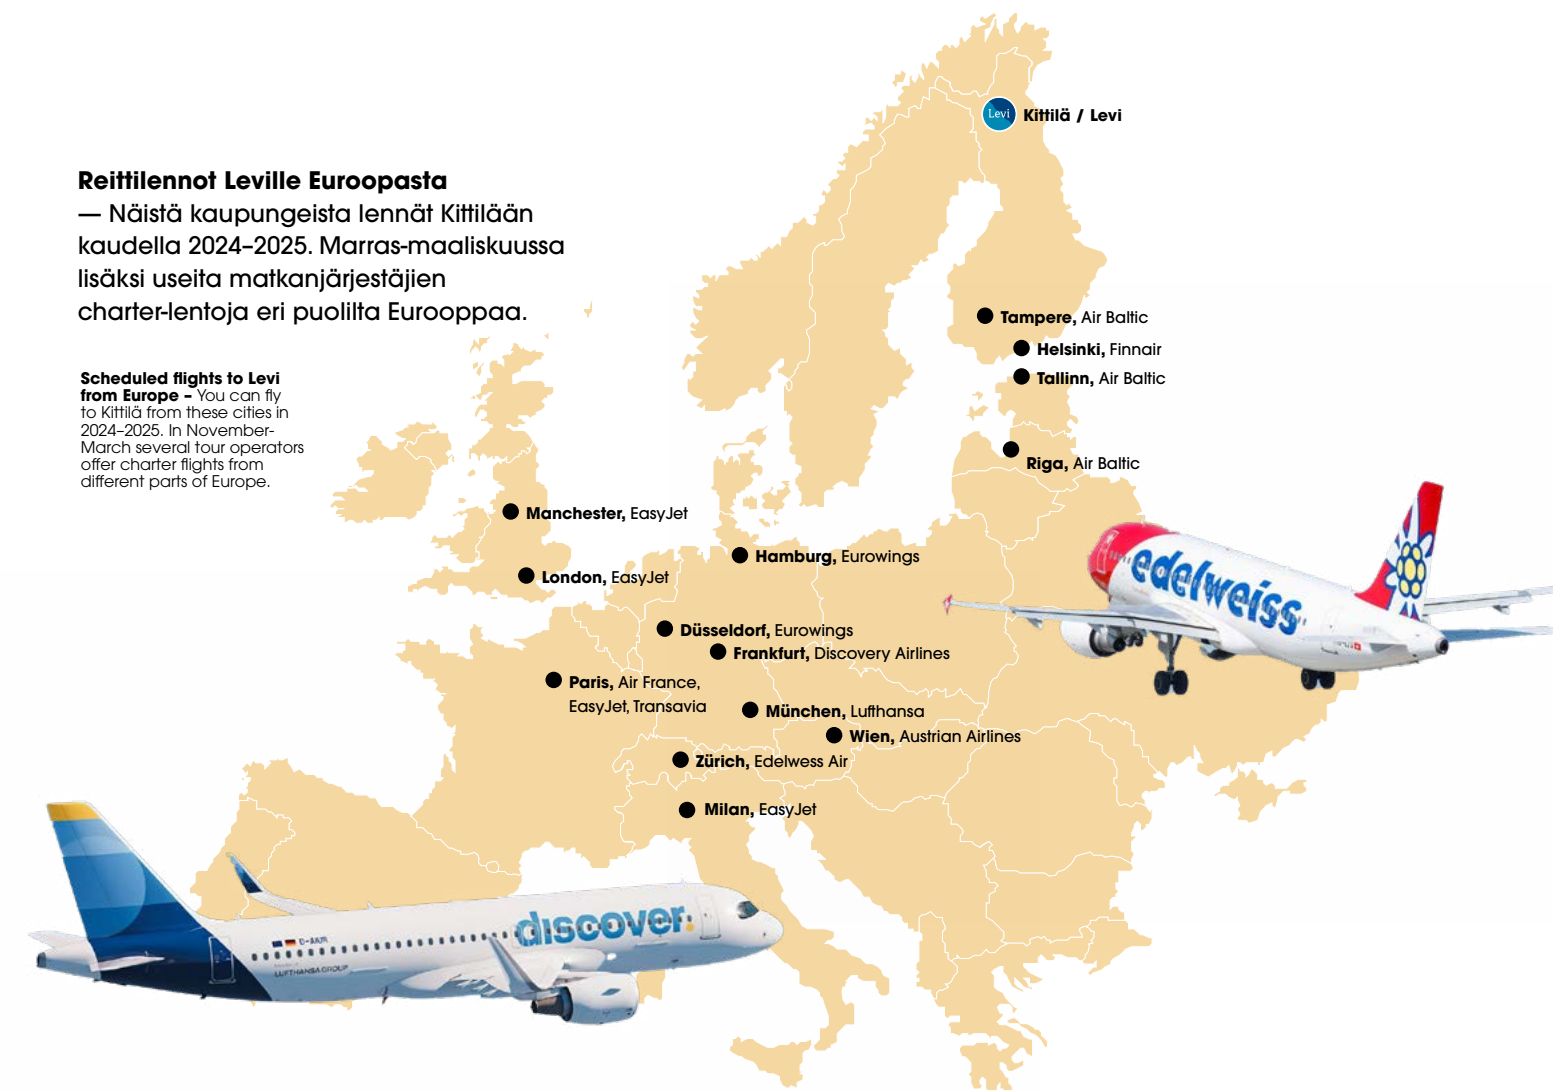 Levi
Kittilä / Levi
Reittilennot Leville Euroopasta
— Näistä kaupungeista lennät Kittilään
kaudella 2024–2025. Marras-maaliskuussa
lisäksi useita matkanjärjestäjien
charter-lentoja eri puolilta Eurooppaa.
Scheduled flights to Levi
from Europe – You can fly
to Kittilä from these cities in
2024–2025. In November-
March several tour operators
offer charter flights from
different parts of Europe.
Tampere, Air Baltic
Helsinki, Finnair
Tallinn, Air Baltic
Riga, Air Baltic
Manchester, EasyJet
Hamburg, Eurowings
London, EasyJet
Düsseldorf, Eurowings
Frankfurt, Discovery Airlines
Paris, Air France,
EasyJet, Transavia
München, Lufthansa
Wien, Austrian Airlines
Zürich, Edelwess Air
Milan, EasyJet
edelweiss
discover.
LUFTHANSA GROUP